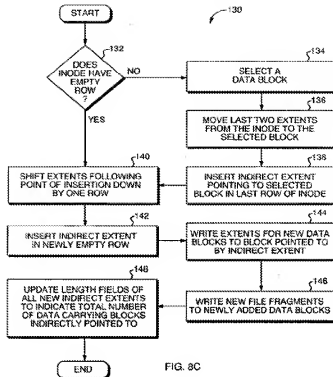 START
130
132
DOES
INODE HAVE
EMPTY
ROW
?
NO
YES
134
SELECT A
DATA BLOCK
136
MOVE LAST TWO EXTENTS
FROM THE INODE TO THE
SELECTED BLOCK
138
INSERT INDIRECT EXTENT
POINTING TO SELECTED
BLOCK IN LAST ROW OF INODE
140
SHIFT EXTENTS FOLLOWING
POINT OF INSERTION DOWN
BY ONE ROW
142
INSERT INDIRECT EXTENT
IN NEWLY EMPTY ROW
144
WRITE EXTENTS FOR NEW DATA
BLOCKS TO BLOCK POINTED TO
BY INDIRECT EXTENT
146
WRITE NEW FILE FRAGMENTS
TO NEWLY ADDED DATA BLOCKS
148
UPDATE LENGTH FIELDS OF
ALL NEW INDIRECT EXTENTS
TO INDICATE TOTAL NUMBER
OF DATA CARRYING BLOCKS
INDIRECTLY POINTED TO
END
FIG. 8C